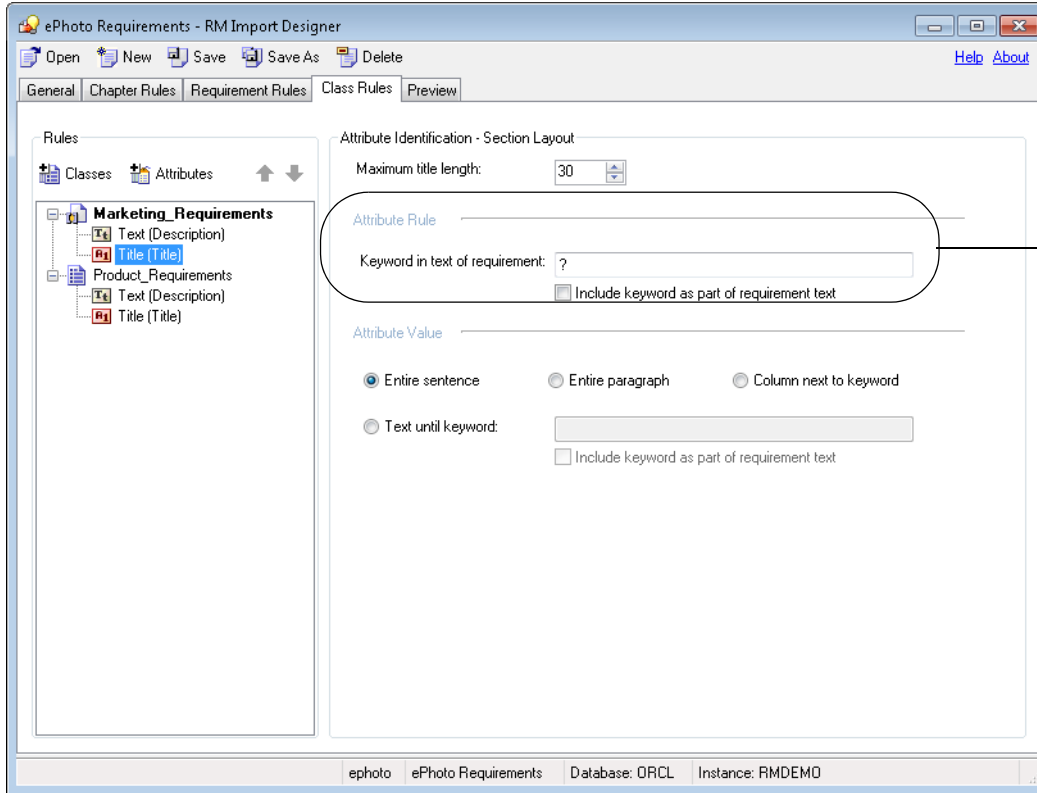 ePhoto Requirements - RM Import Designer
Open New Save Save As Delete Help About
General Chapter Rules Requirement Rules Class Rules Preview
Rules
Classes Attributes
Marketing_Requirements
Text (Description)
Title (Title)
Product_Requirements
Text (Description)
Title (Title)
Attribute Identification - Section Layout
Maximum title length: 30
Attribute Rule
Keyword in text of requirement: ?
Include keyword as part of requirement text
Attribute Value
Entire sentence Entire paragraph Column next to keyword
Text until keyword:
Include keyword as part of requirement text
ephoto ePhoto Requirements Database: ORCL Instance: RMDEMO